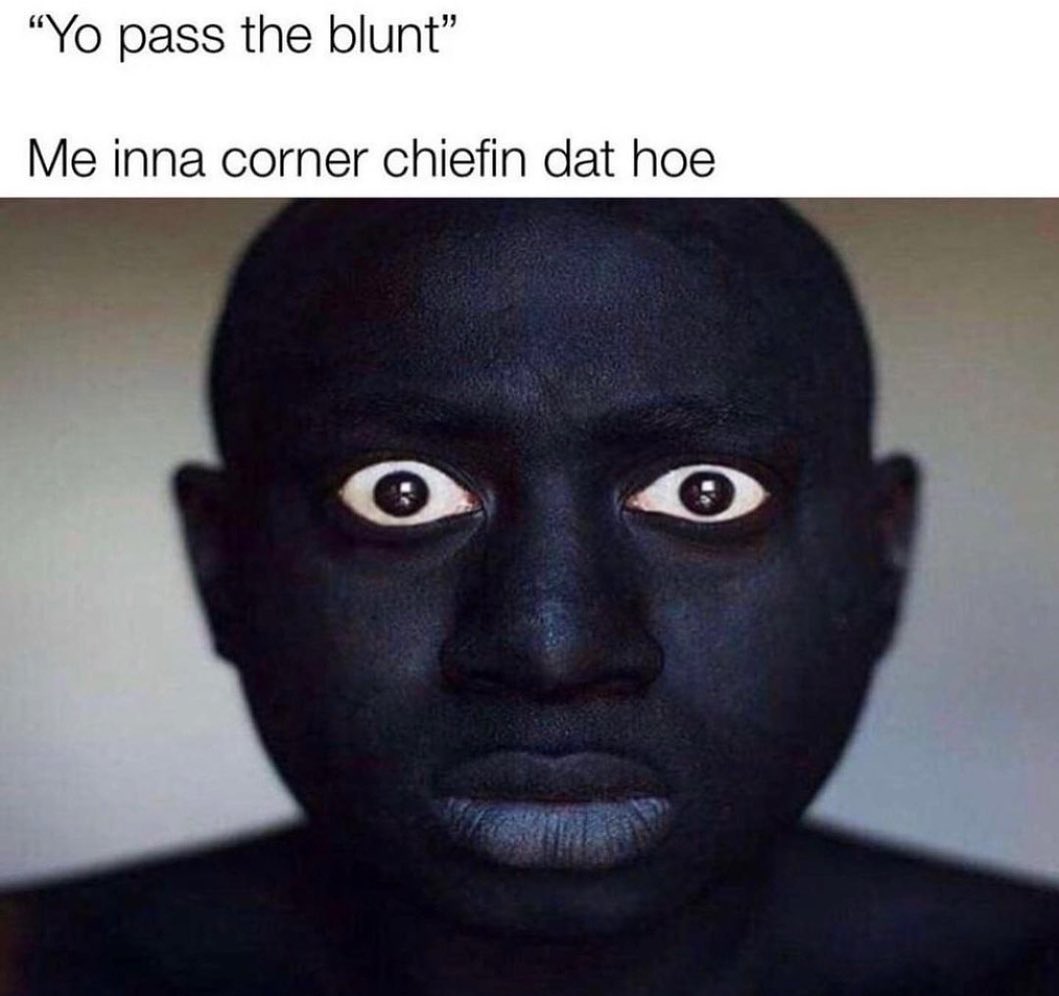 “Yo pass the blunt”
Me inna corner chiefin dat hoe